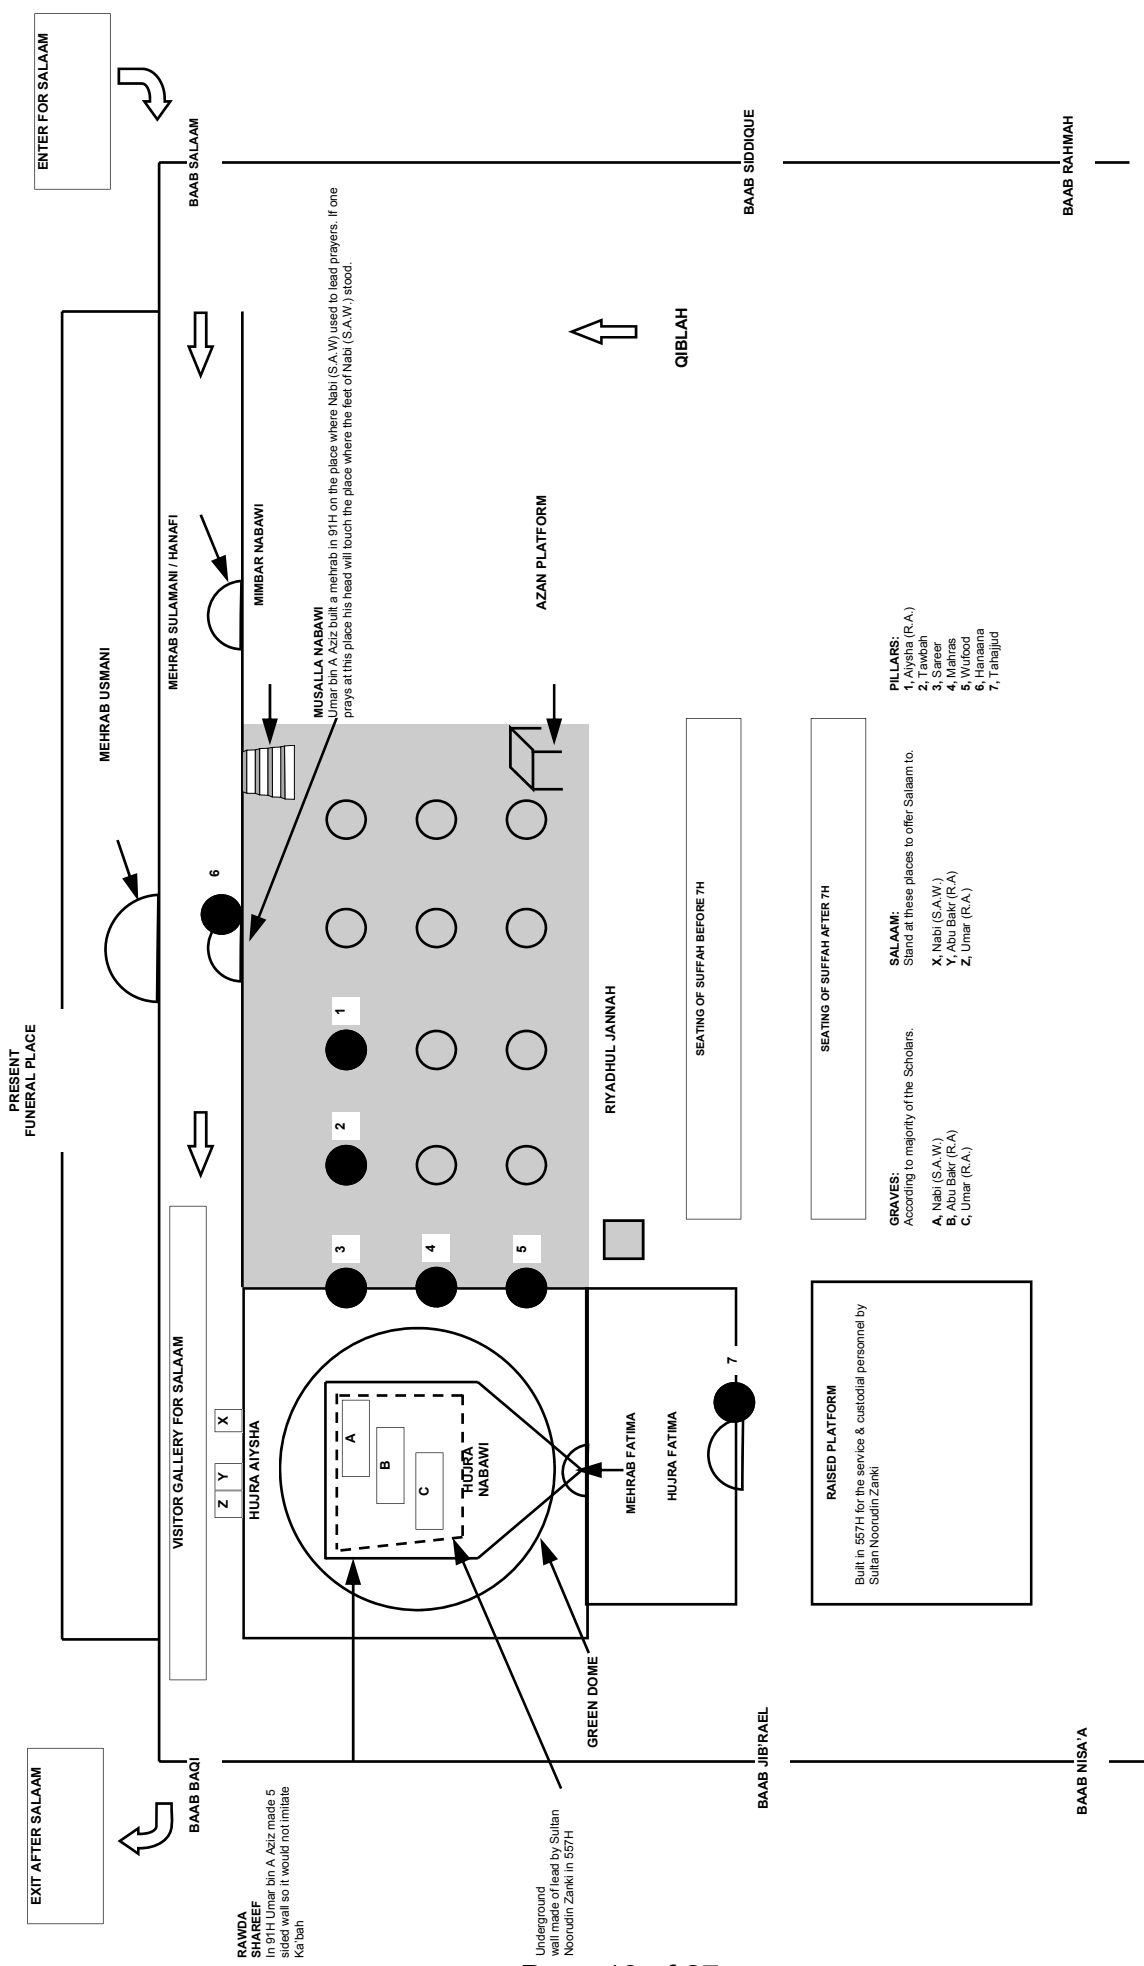 ENTER FOR SALAAM
EXIT AFTER SALAAM
PRESENT
FUNERAL PLACE
MEHRAB USMANI
BAAB SALAAM
BAAB BAQI
MEHRAB SULAMANI / HANAFI
VISITOR GALLERY FOR SALAAM
6
X
Y
Z
HUJRA AIYSHA
MIMBAR NABAWI
MUSALLA NABAWI
Umar bin A Aziz built a mehrab in 91H on the place where Nabi (S.A.W) used to lead prayers. If one
prays at this place his head will touch the place where the feet of Nabi (S.A.W.) stood.
RAWDA
SHAREEF
In 91H Umar bin A Aziz made 5
sided wall so it would not imitate
Ka'bah
1
2
3
4
5
A
B
C
HUJRA
NABAWI
AZAN PLATFORM
Underground
wall made of lead by Sultan
Noorudin Zanki in 557H
GREEN DOME
RIYADHUL JANNAH
MEHRAB FATIMA
HUJRA FATIMA
QIBLAH
SEATING OF SUFFAH BEFORE 7H
7
BAAB SIDDIQUE
BAAB JIB'RAEL
SEATING OF SUFFAH AFTER 7H
RAISED PLATFORM
Built in 557H for the service & custodial personnel by
Sultan Noorudin Zanki
GRAVES:
According to majority of the Scholars.
A, Nabi (S.A.W.)
B, Abu Bakr (R.A)
C, Umar (R.A.)
SALAAM:
Stand at these places to offer Salaam to.
X, Nabi (S.A.W.)
Y, Abu Bakr (R.A)
Z, Umar (R.A.)
PILLARS:
1, Aiysha (R.A.)
2, Tawbah
3, Sareer
4, Mahras
5, Wufood
6, Hanaana
7, Tahajjud
BAAB RAHMAH
BAAB NISA'A